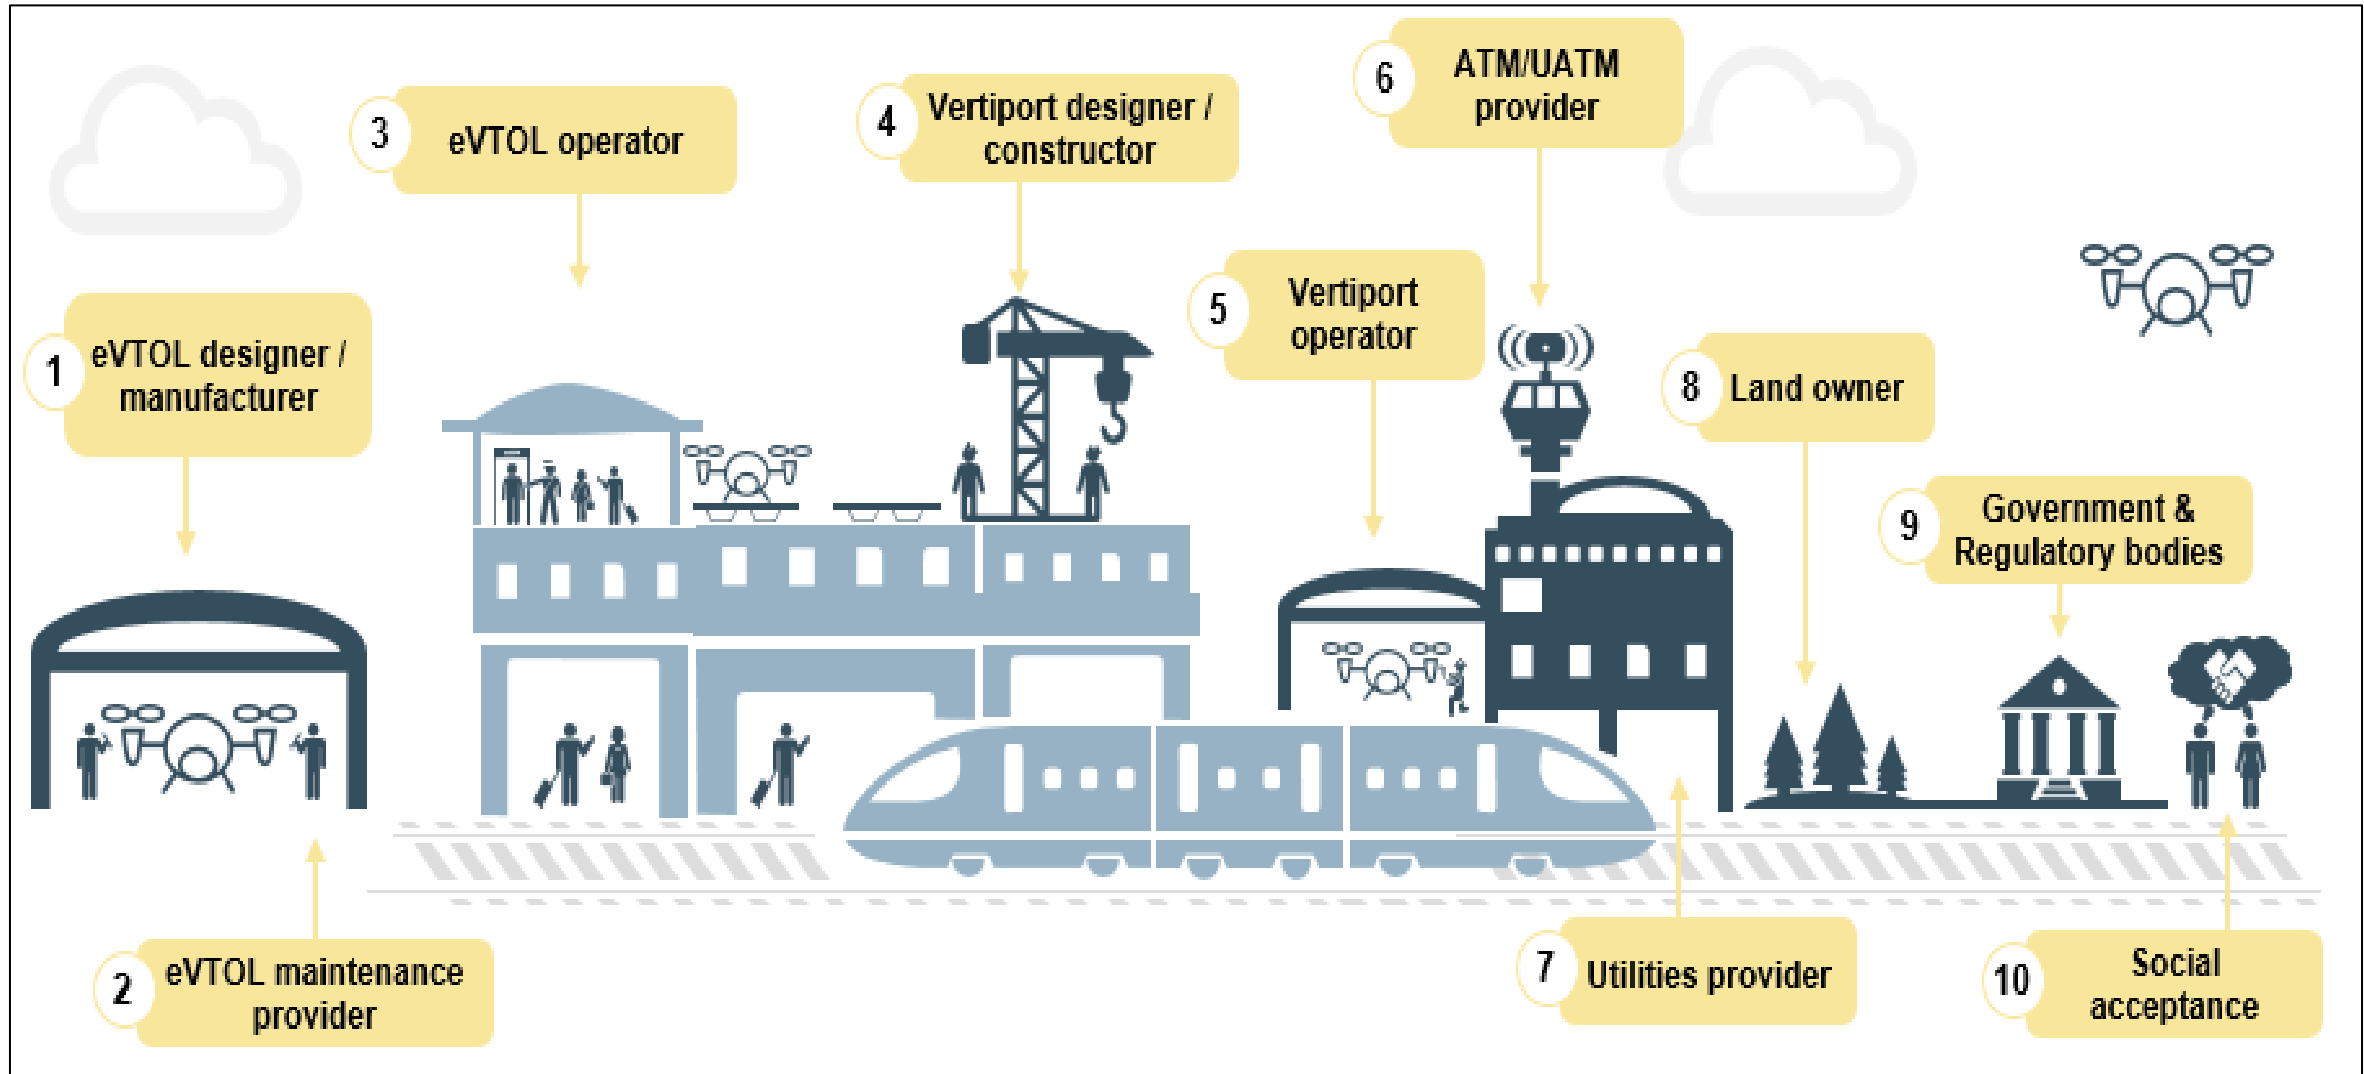 1
eVTOL designer /
manufacturer
2
eVTOL maintenance
provider
3
eVTOL operator
4
Vertiport designer /
constructor
5
Vertiport
operator
6
ATM/UATM
provider
7
Utilities provider
8
Land owner
9
Government &
Regulatory bodies
10
Social
acceptance